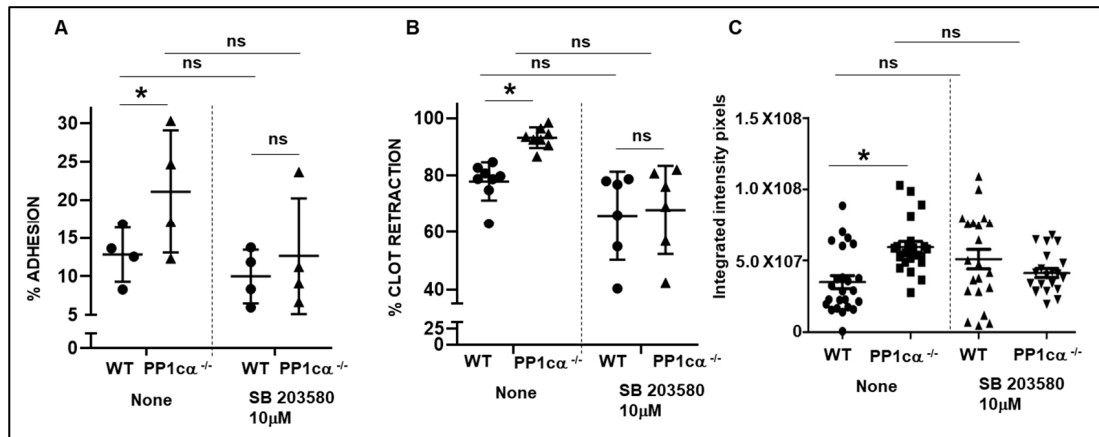 A
ns
ns
*
ns
% ADHESION
30
25
20
15
10
5
0
WT PP1cα -/-
WT PP1cα -/-
None
SB 203580
10µM
B
ns
ns
*
ns
% CLOT RETRACTION
100
80
60
40
25
0
WT PP1cα -/-
WT PP1cα -/-
None
SB 203580
10µM
C
ns
ns
*
Integrated intensity pixels
1.5 X108
1.0 X108
5.0 X107
0
WT PP1cα -/-
WT PP1cα -/-
None
SB 203580
10µM